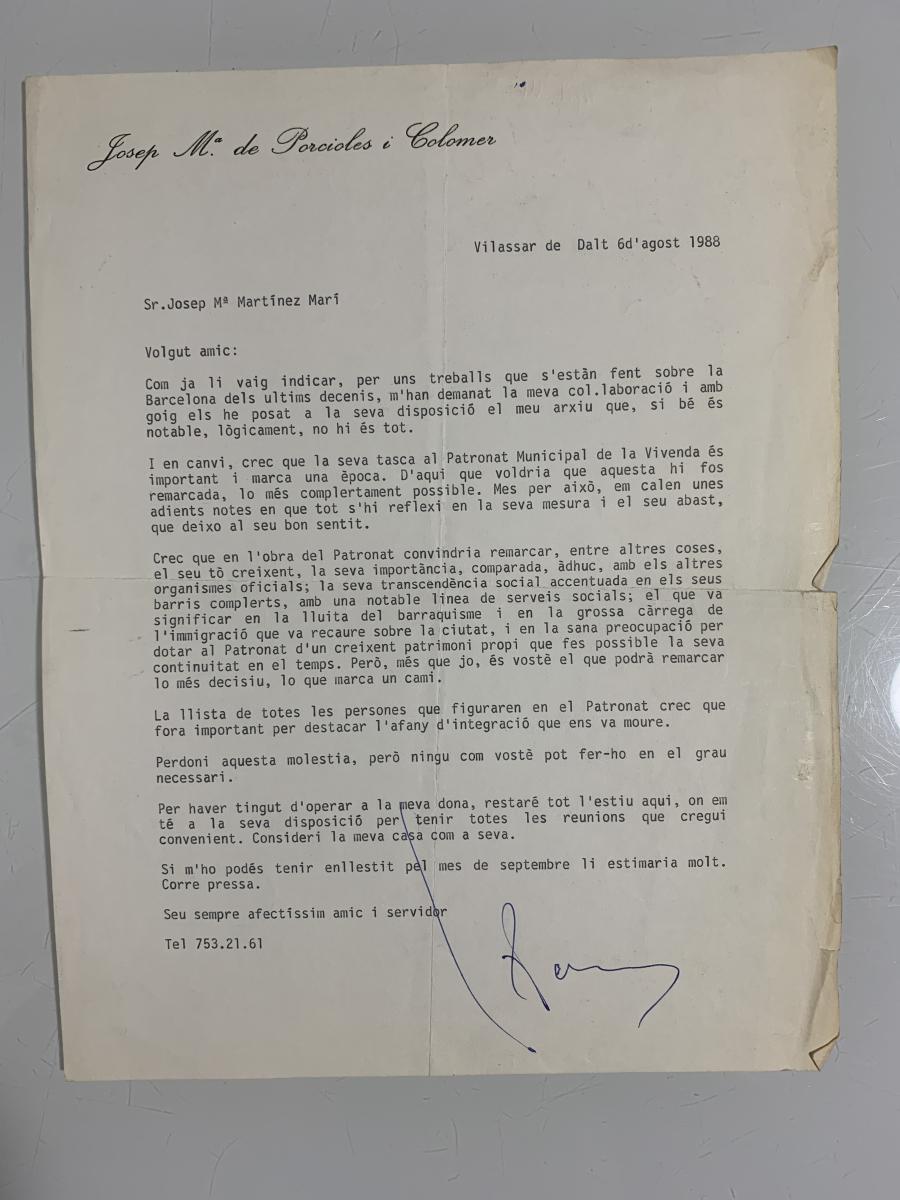 Josep Mª de Porcioles i Colomer
Vilassar de Dalt 6d'agost 1988
Sr.Josep Mª Martínez Marí
Volgut amic:
Com ja li vaig indicar, per uns treballs que s'estàn fent sobre la
Barcelona dels ultims decenis, m'han demanat la meva col.laboració i amb
goig els he posat a la seva disposició el meu arxiu que, si bé és
notable, lògicament, no hi és tot.
I en canvi, crec que la seva tasca al Patronat Municipal de la Vivenda és
important i marca una època. D'aqui que voldria que aquesta hi fos
remarcada, lo més complertament possible. Mes per això, em calen unes
adients notes en que tot s'hi reflexi en la seva mesura i el seu abast,
que deixo al seu bon sentit.
Crec que en l'obra del Patronat convindria remarcar, entre altres coses,
el seu tò creixent, la seva importància, comparada, àdhuc, amb els altres
organismes oficials; la seva transcendència social accentuada en els seus
barris complerts, amb una notable linea de serveis socials; el que va
significar en la lluita del barraquisme i en la grossa càrrega de
l'immigració que va recaure sobre la ciutat, i en la sana preocupació per
dotar al Patronat d'un creixent patrimoni propi que fes possible la seva
continuitat en el temps. Però, més que jo, és vostè el que podrà remarcar
lo més decisiu, lo que marca un cami.
La llista de totes les persones que figuraren en el Patronat crec que
fora important per destacar l'afany d'integració que ens va moure.
Perdoni aquesta molestia, però ningu com vostè pot fer-ho en el grau
necessari.
Per haver tingut d'operar a la meva dona, restaré tot l'estiu aqui, on em
té a la seva disposició per tenir totes les reunions que cregui
convenient. Consideri la meva casa com a seva.
Si m'ho podés tenir enllestit pel mes de septembre li estimaria molt.
Corre pressa.
Seu sempre afectíssim amic i servidor
Tel 753.21.61